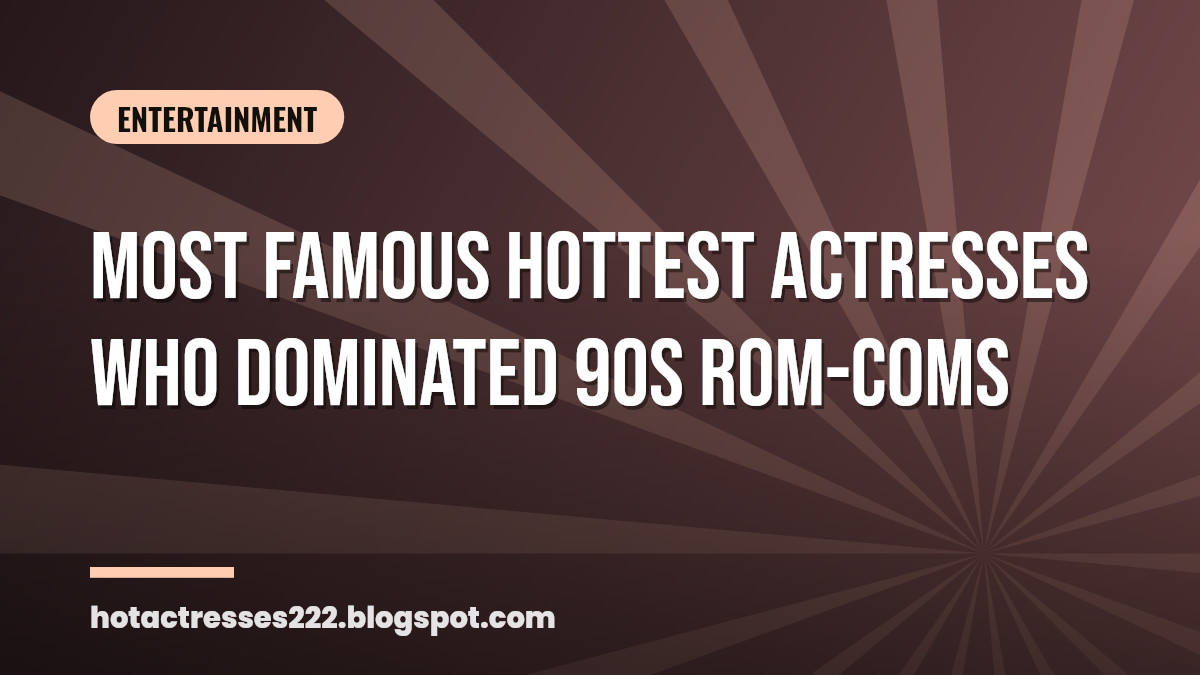 ENTERTAINMENT
MOST FAMOUS HOTTEST ACTRESSES
WHO DOMINATED 90S ROM-COMS
hotactresses222.blogspot.com